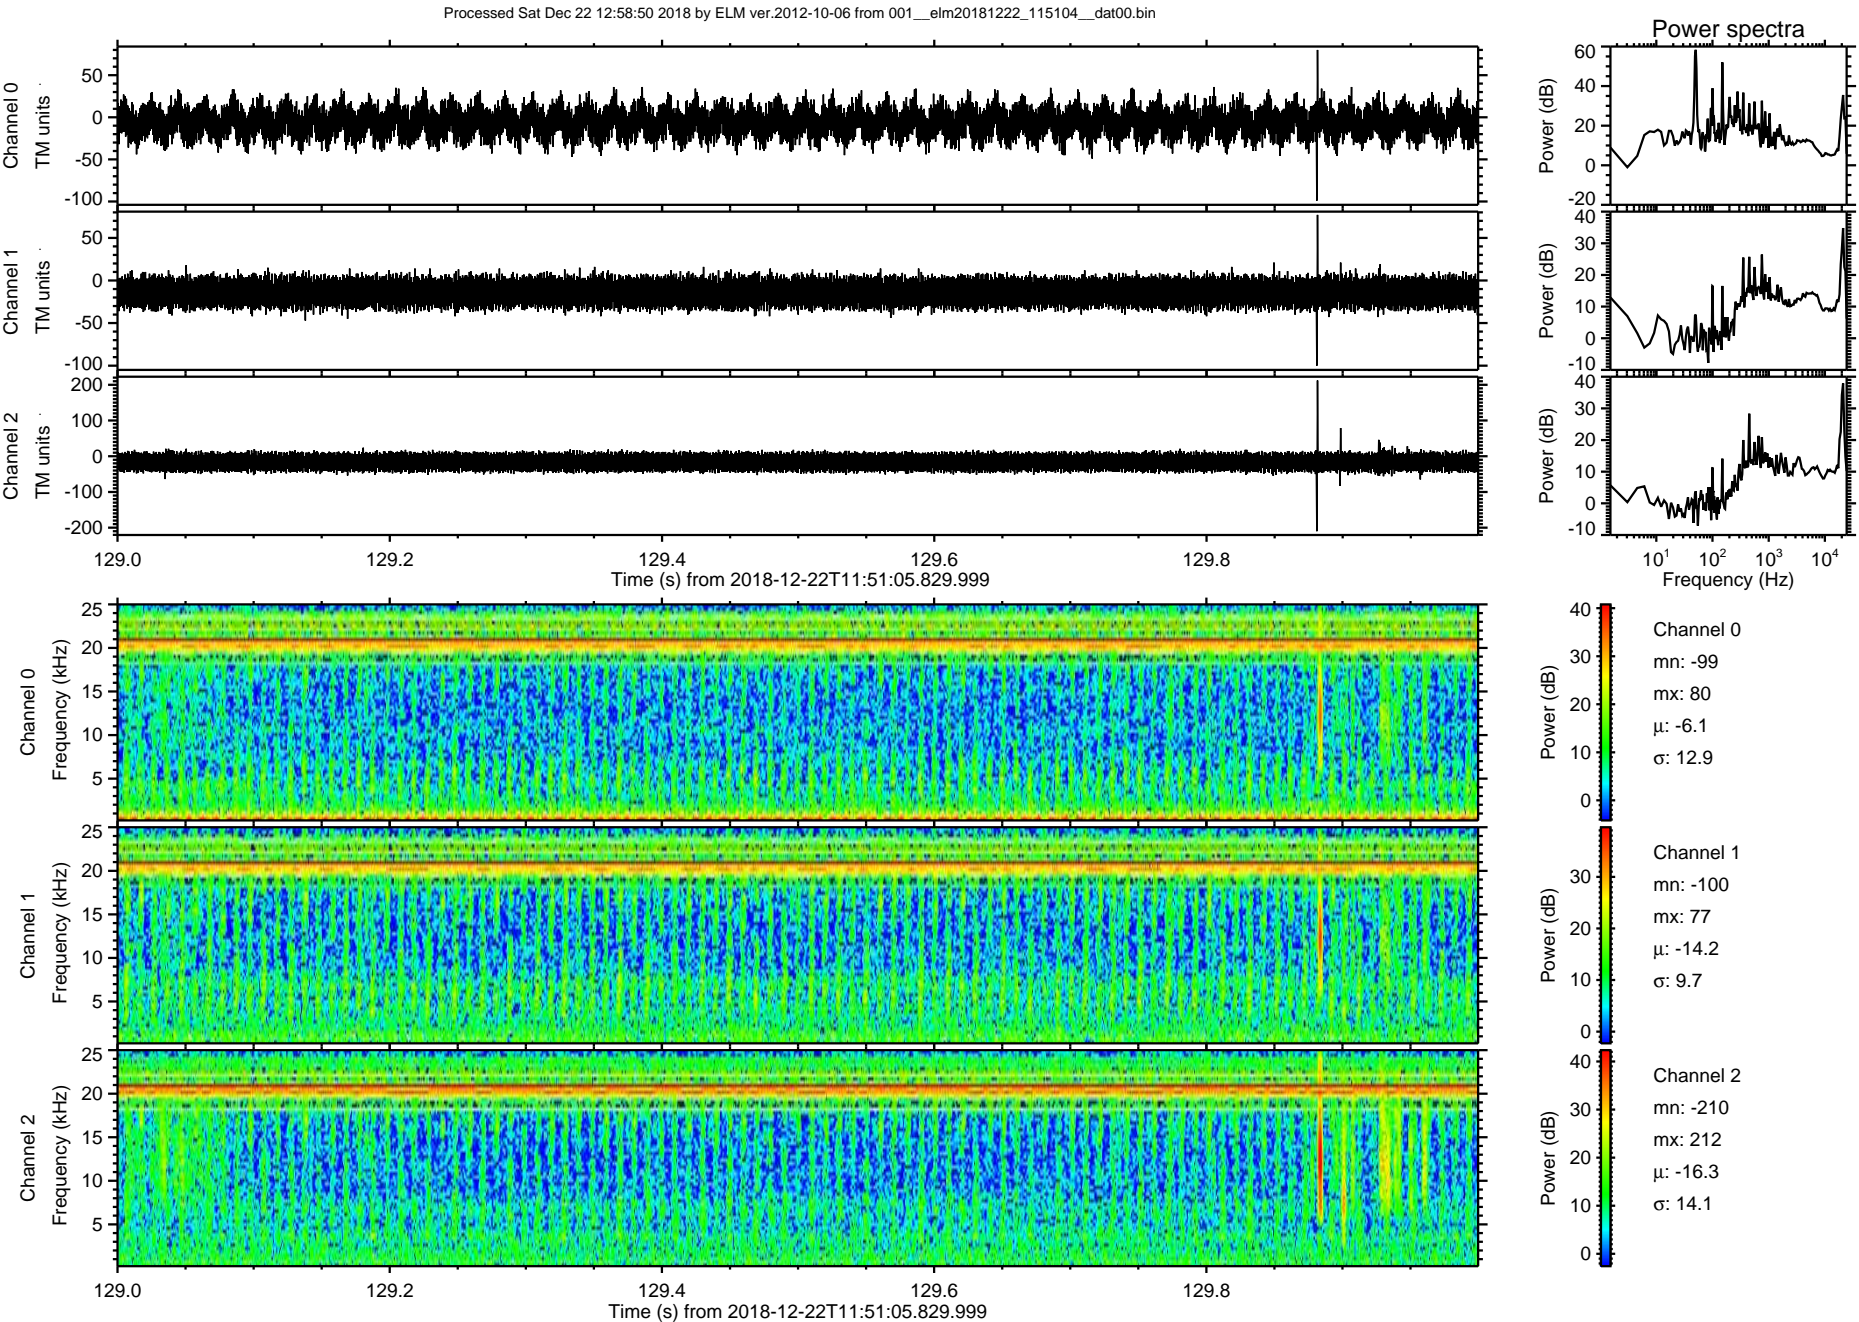 Processed Sat Dec 22 12:58:50 2018 by ELM ver.2012-10-06 from 001__elm20181222_115104__dat00.bin
Power spectra
Channel 0
TM units
50
0
-50
-100
Power (dB)
60
40
20
0
-20
Channel 1
TM units
50
0
-50
-100
Power (dB)
40
30
20
10
0
-10
Channel 2
TM units
200
100
0
-100
-200
Power (dB)
40
30
20
10
0
-10
129.0 129.2 129.4 129.6 129.8
Time (s) from 2018-12-22T11:51:05.829.999
10¹ 10² 10³ 10⁴
Frequency (Hz)
Channel 0
Frequency (kHz)
25
20
15
10
5
Power (dB)
40
30
20
10
0
Channel 0
mn: -99
mx: 80
μ: -6.1
σ: 12.9
Channel 1
Frequency (kHz)
25
20
15
10
5
Power (dB)
30
20
10
0
Channel 1
mn: -100
mx: 77
μ: -14.2
σ: 9.7
Channel 2
Frequency (kHz)
25
20
15
10
5
Power (dB)
40
30
20
10
0
Channel 2
mn: -210
mx: 212
μ: -16.3
σ: 14.1
129.0 129.2 129.4 129.6 129.8
Time (s) from 2018-12-22T11:51:05.829.999